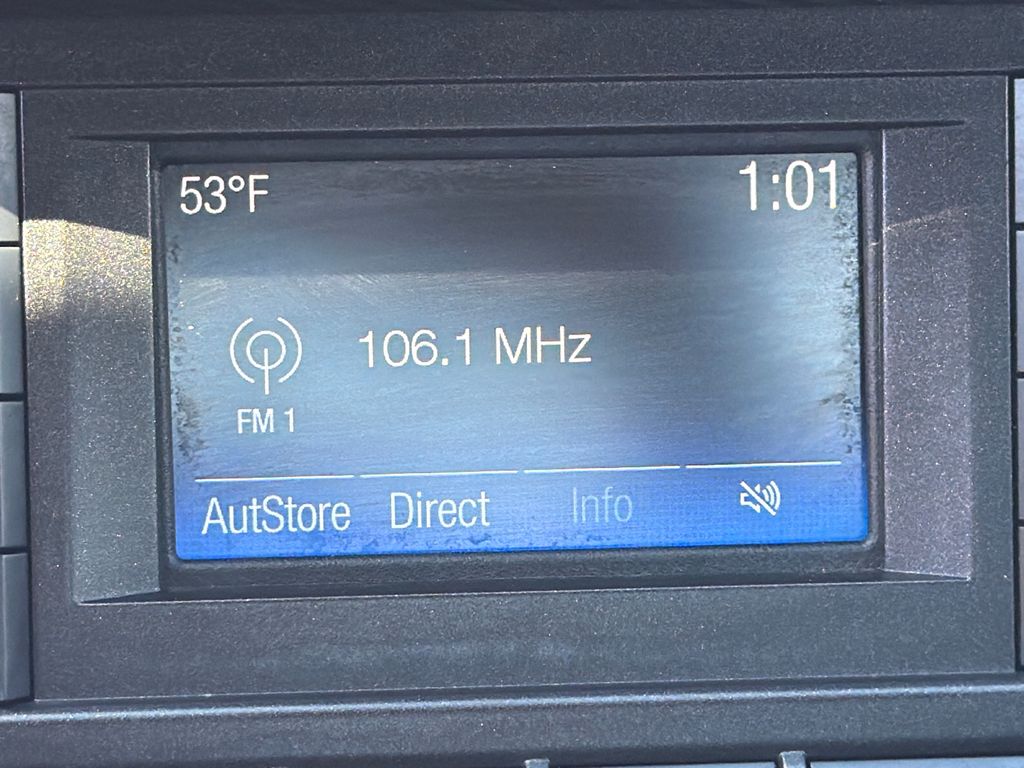 53°F 1:01
106.1 MHz
FM 1
AutStore Direct Info